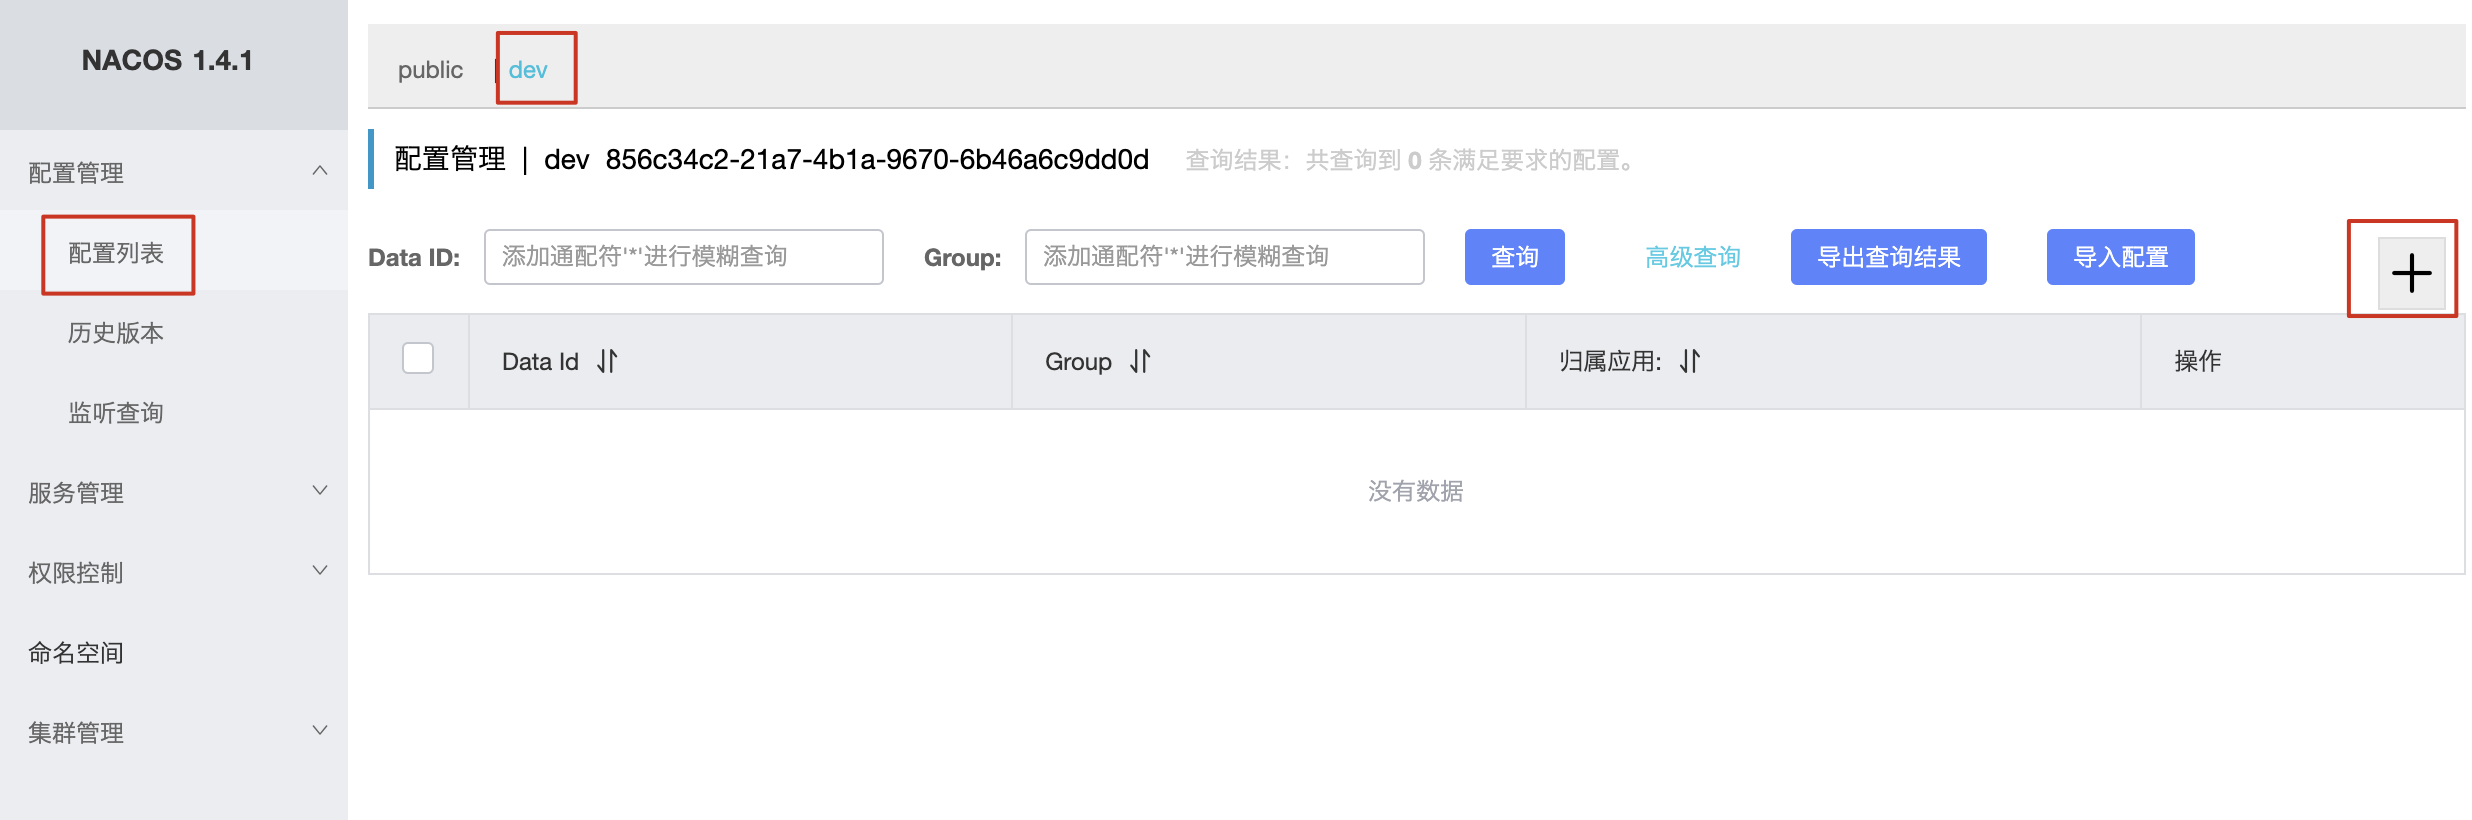 NACOS 1.4.1
配置管理
配置列表
历史版本
监听查询
服务管理
权限控制
命名空间
集群管理
public | dev
配置管理 | dev 856c34c2-21a7-4b1a-9670-6b46a6c9dd0d 查询结果：共查询到 0 条满足要求的配置。
Data ID: 添加通配符'*'进行模糊查询 Group: 添加通配符'*'进行模糊查询 查询 高级查询 导出查询结果 导入配置
Data Id Group 归属应用: 操作
没有数据